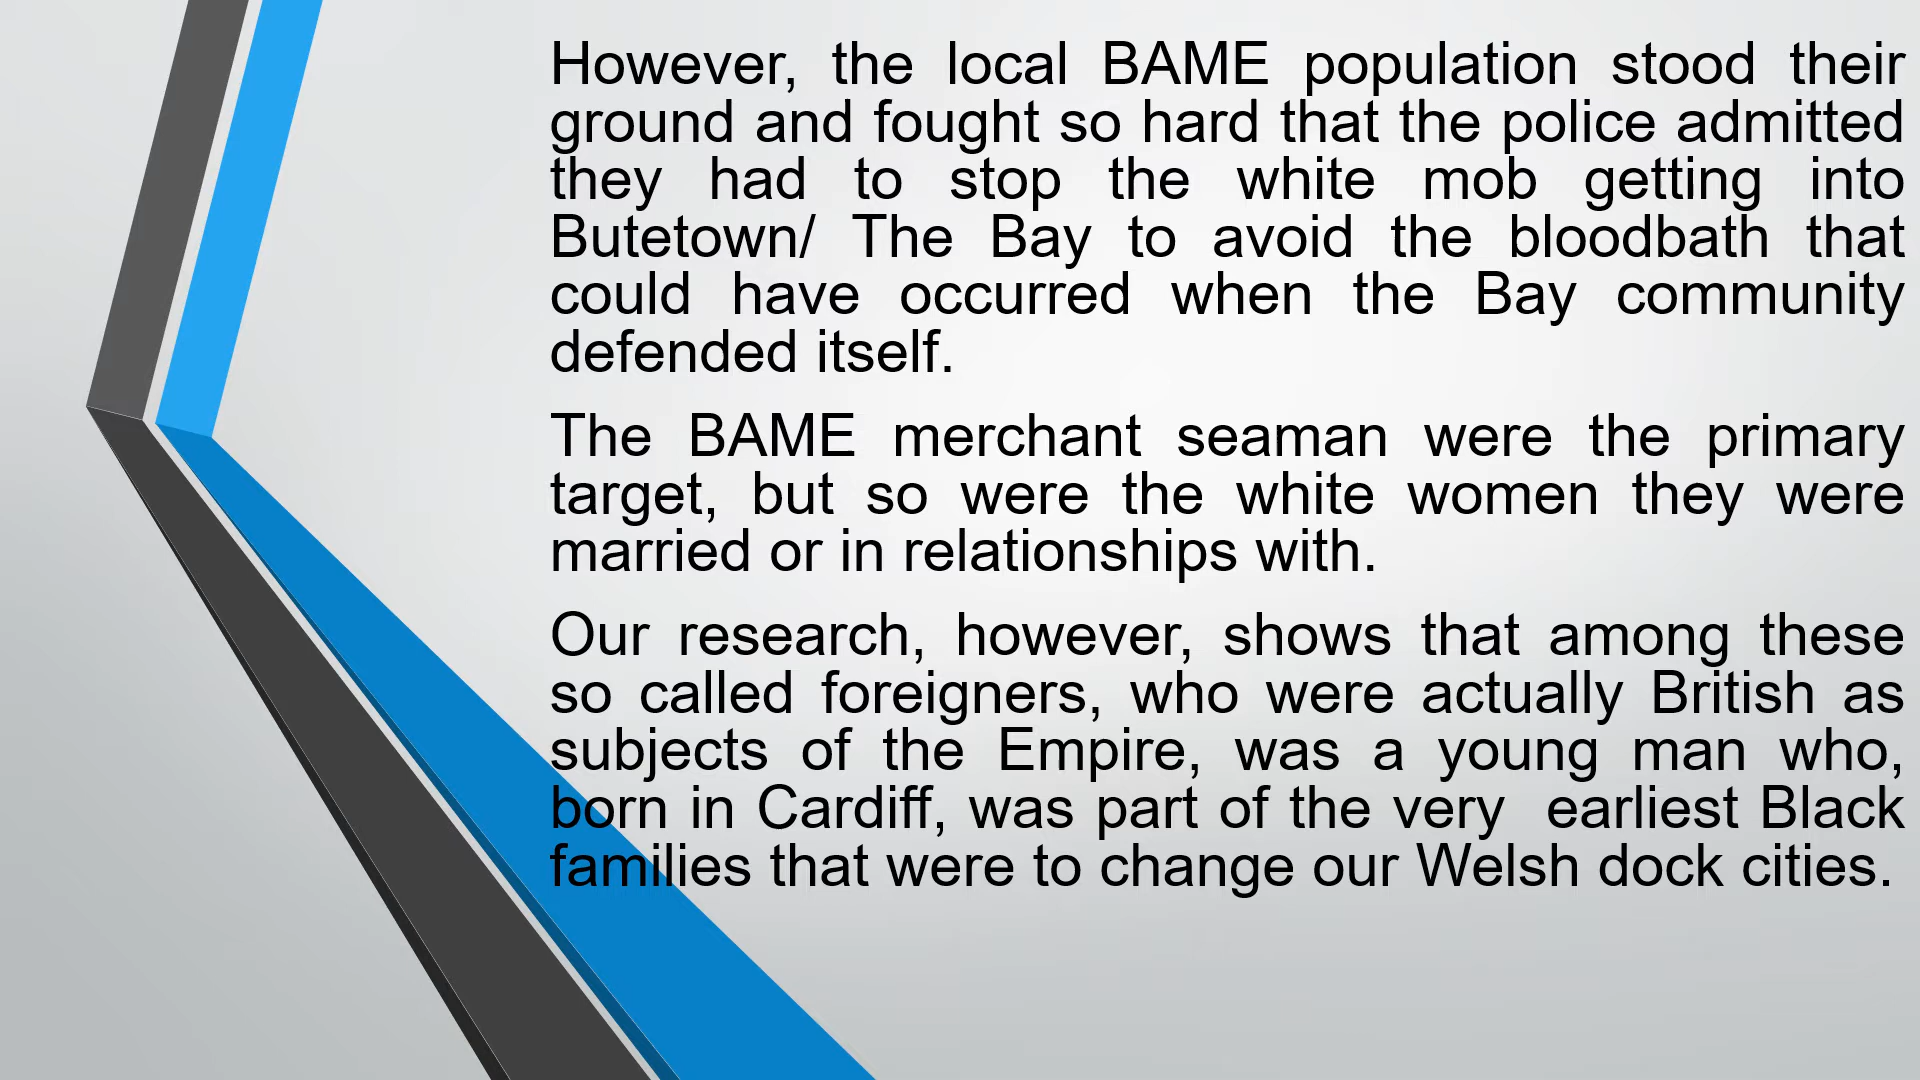 However, the local BAME population stood their
ground and fought so hard that the police admitted
they had to stop the white mob getting into
Butetown/ The Bay to avoid the bloodbath that
could have occurred when the Bay community
defended itself.
The BAME merchant seaman were the primary
target, but so were the white women they were
married or in relationships with.
Our research, however, shows that among these
so called foreigners, who were actually British as
subjects of the Empire, was a young man who,
born in Cardiff, was part of the very  earliest Black
families that were to change our Welsh dock cities.